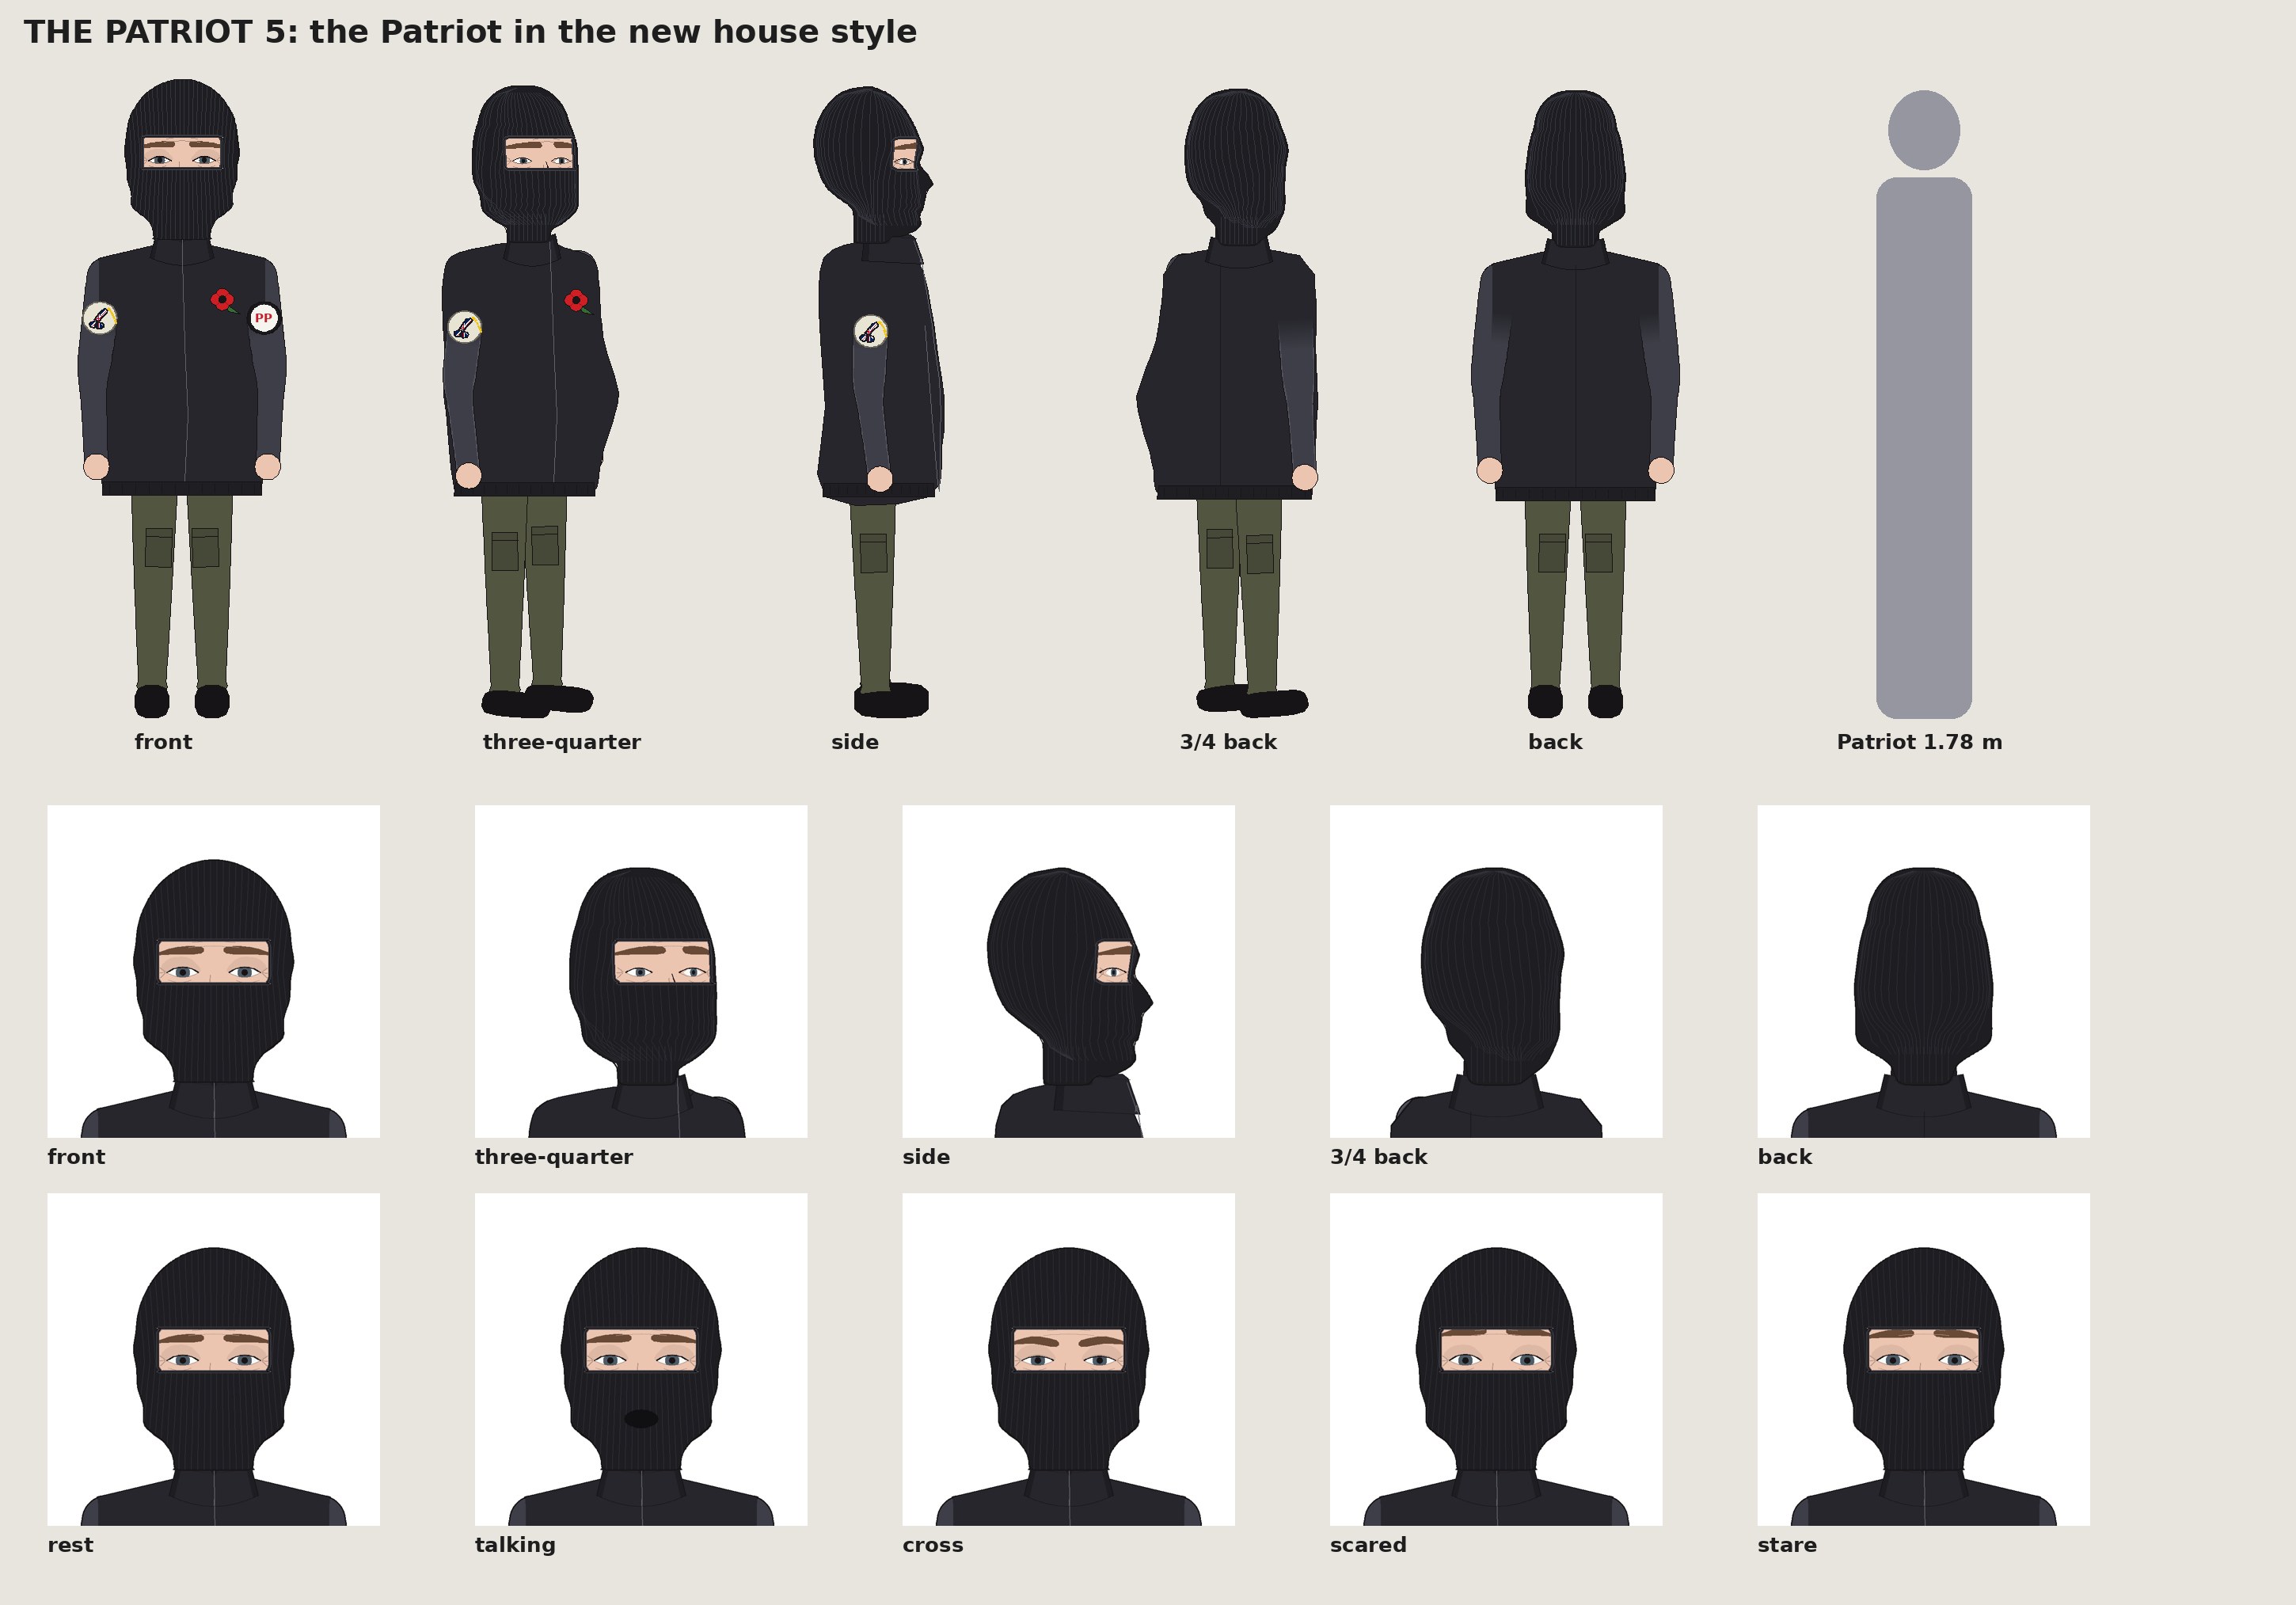 THE PATRIOT 5: the Patriot in the new house style
PP
front
three-quarter
side
3/4 back
back
Patriot 1.78 m
front
three-quarter
side
3/4 back
back
rest
talking
cross
scared
stare